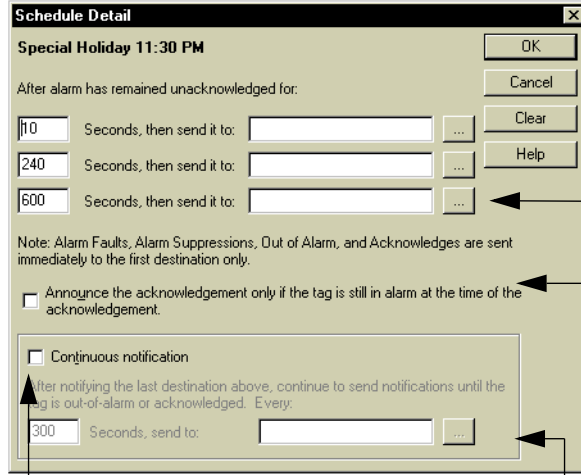 Schedule Detail
Special Holiday 11:30 PM
OK
After alarm has remained unacknowledged for:
Cancel
10 Seconds, then send it to: ...
Clear
240 Seconds, then send it to: ...
Help
600 Seconds, then send it to: ...
Note: Alarm Faults, Alarm Suppressions, Out of Alarm, and Acknowledges are sent
immediately to the first destination only.
Announce the acknowledgement only if the tag is still in alarm at the time of the
acknowledgement.
Continuous notification
After notifying the last destination above, continue to send notifications until the
tag is out-of-alarm or acknowledged. Every:
300 Seconds, send to: ...